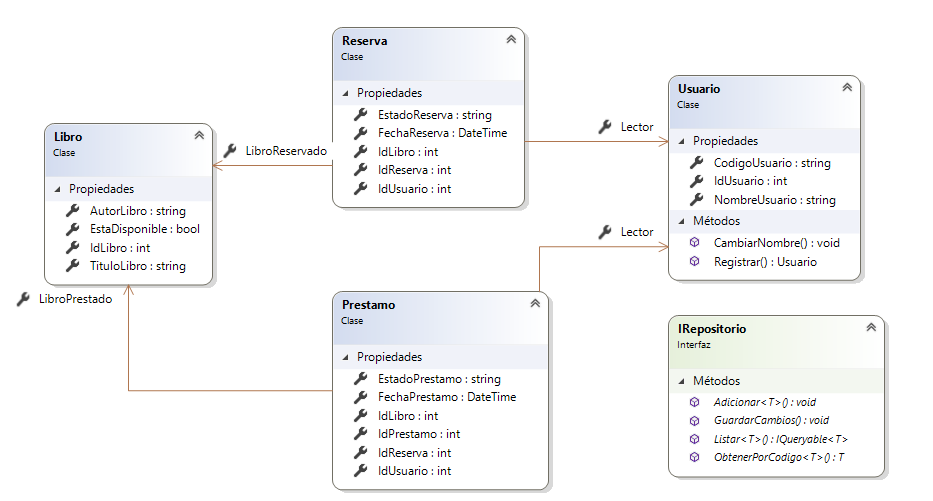 Reserva
Clase
Propiedades
EstadoReserva : string
FechaReserva : DateTime
IdLibro : int
IdReserva : int
IdUsuario : int
Usuario
Clase
Propiedades
CodigoUsuario : string
IdUsuario : int
NombreUsuario : string
Métodos
CambiarNombre() : void
Registrar() : Usuario
Lector
LibroReservado
Libro
Clase
Propiedades
AutorLibro : string
EstaDisponible : bool
IdLibro : int
TituloLibro : string
Lector
LibroPrestado
Prestamo
Clase
Propiedades
EstadoPrestamo : string
FechaPrestamo : DateTime
IdLibro : int
IdPrestamo : int
IdReserva : int
IdUsuario : int
IRepositorio
Interfaz
Métodos
Adicionar<T>() : void
GuardarCambios() : void
Listar<T>() : IQueryable<T>
ObtenerPorCodigo<T>() : T